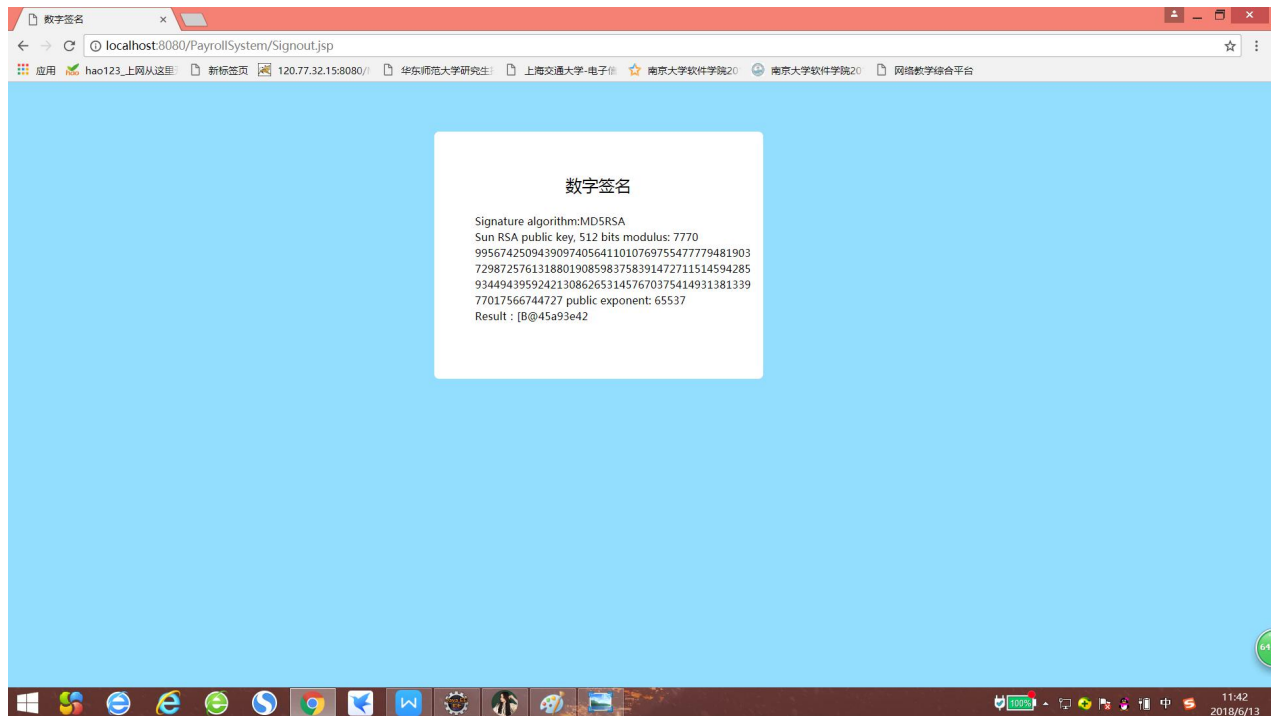 数字签名
localhost:8080/PayrollSystem/Signout.jsp
应用 hao123_上网从这里 新标签页 120.77.32.15:8080/ 华东师范大学研究生 上海交通大学-电子信 南京大学软件学院20 南京大学软件学院20 网络教学综合平台
数字签名
Signature algorithm:MD5RSA
Sun RSA public key, 512 bits modulus: 7770
99567425094390974056411010769755477779481903
72987257613188019085983758391472711514594285
93449439592421308626531457670375414931381339
77017566744727 public exponent: 65537
Result：[B@45a93e42
64
100% 中 11:42
2018/6/13